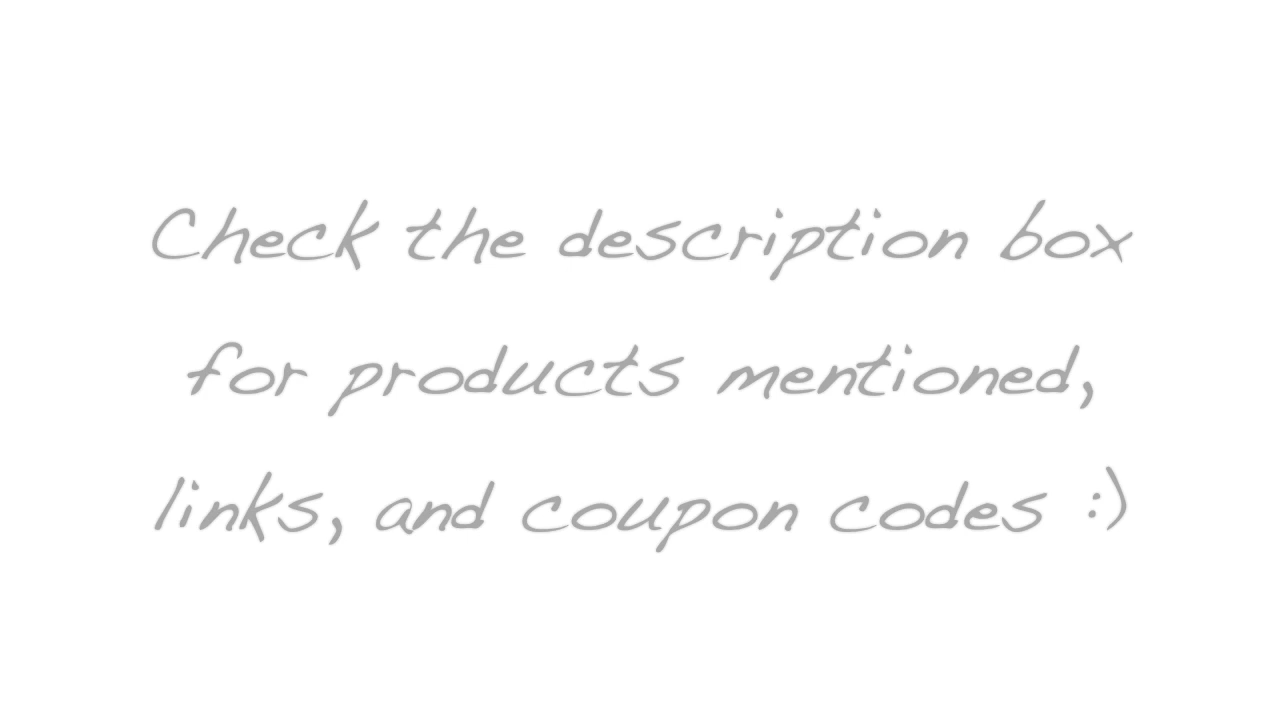 Check the description box
for products mentioned,
links, and coupon codes :)